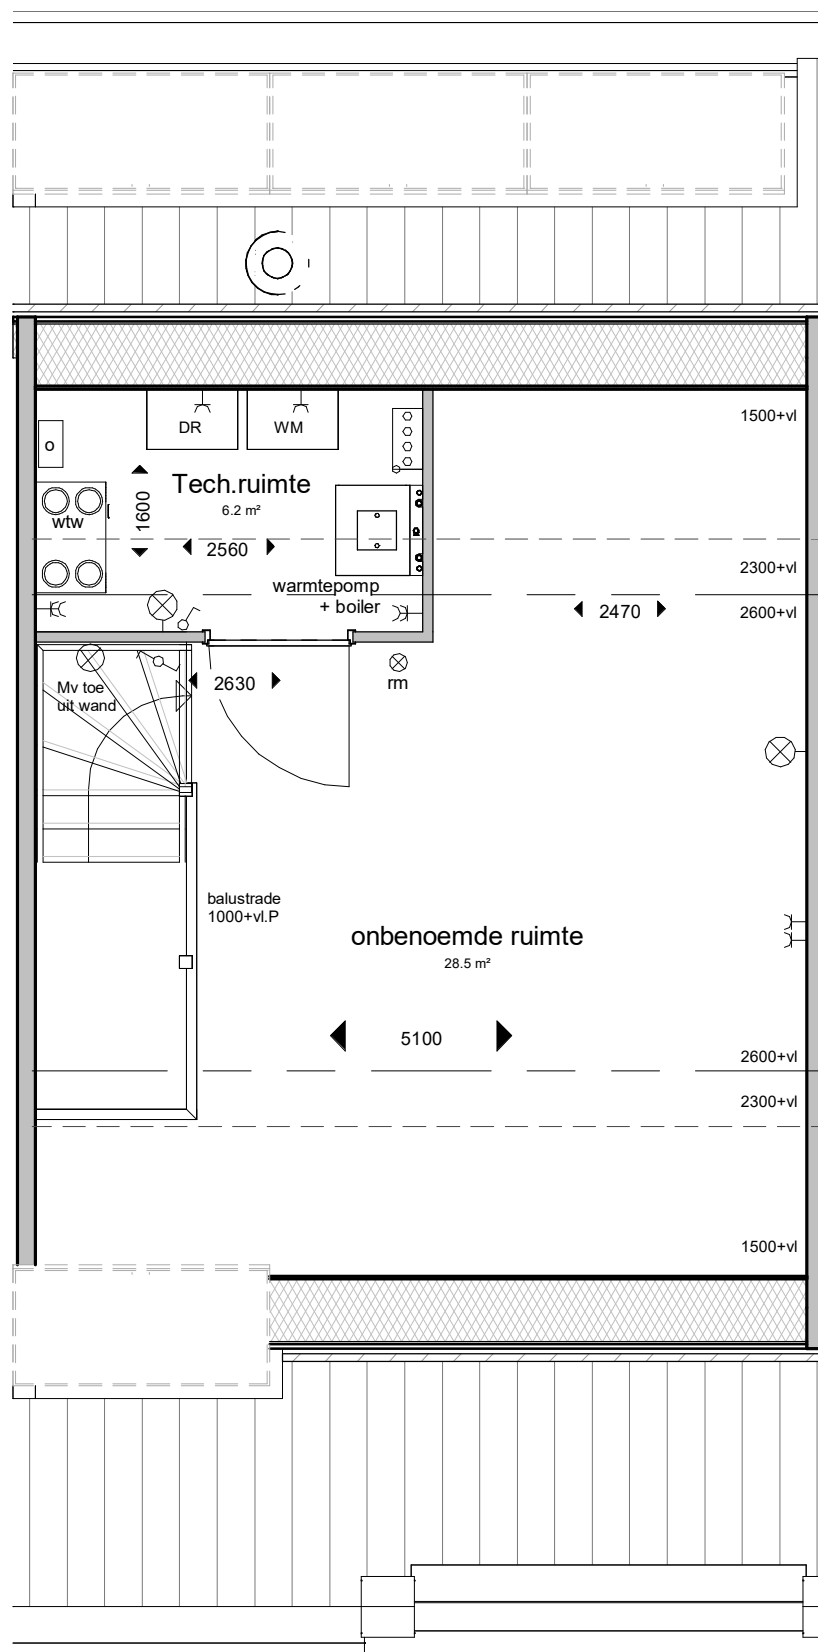 1500+vl
DR
WM
o
Tech.ruimte
6.2 m²
1600
wtw
2560
2300+vl
warmtepomp
+ boiler
2470
2600+vl
Mv toe
uit wand
2630
rm
balustrade
1000+vl.P
onbenoemde ruimte
28.5 m²
5100
2600+vl
2300+vl
1500+vl